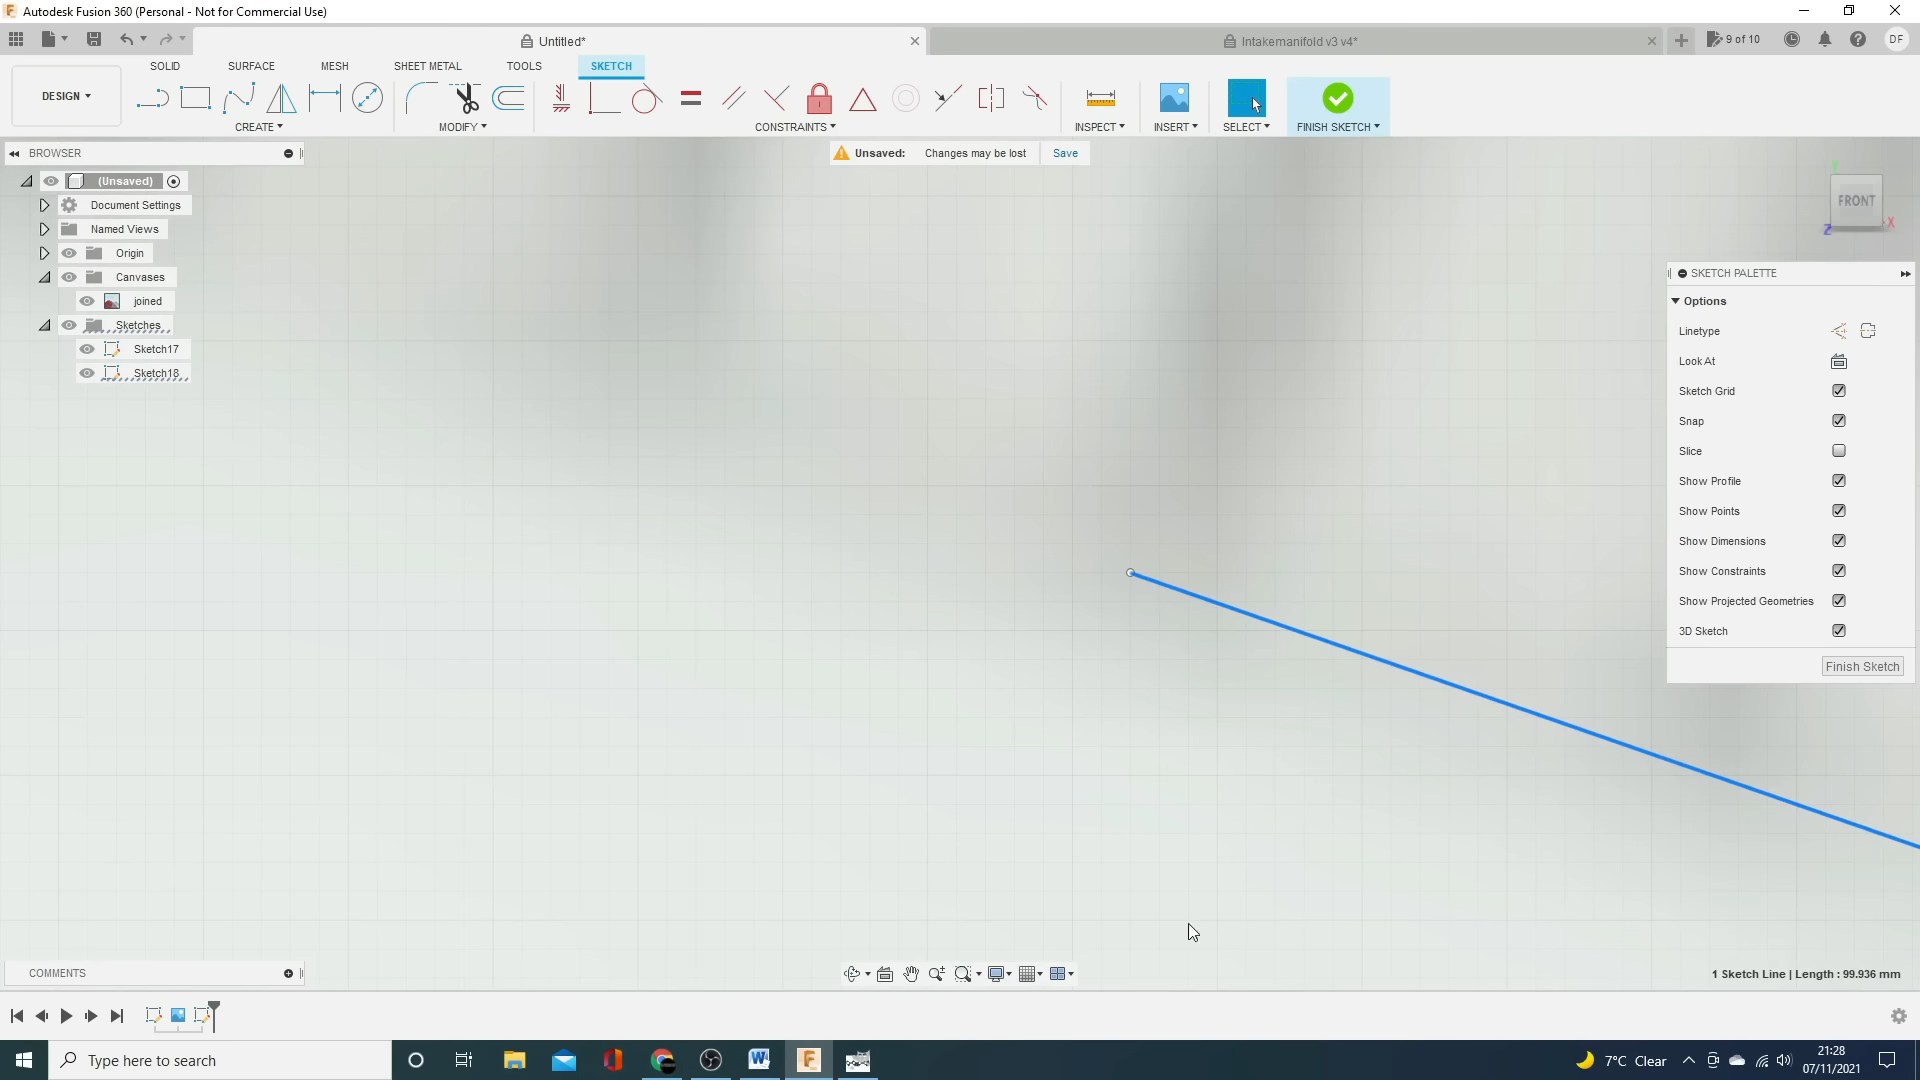 Autodesk Fusion 360 (Personal - Not for Commercial Use)
Untitled*
Intakemanifold v3 v4*
9 of 10
DF
DESIGN
SOLID
SURFACE
MESH
SHEET METAL
TOOLS
SKETCH
CREATE
MODIFY
CONSTRAINTS
INSPECT
INSERT
SELECT
FINISH SKETCH
BROWSER
Unsaved:
Changes may be lost
Save
(Unsaved)
Document Settings
Named Views
Origin
Canvases
joined
Sketches
Sketch17
Sketch18
FRONT
X
Z
SKETCH PALETTE
Options
Linetype
Look At
Sketch Grid
Snap
Slice
Show Profile
Show Points
Show Dimensions
Show Constraints
Show Projected Geometries
3D Sketch
Finish Sketch
COMMENTS
1 Sketch Line | Length : 99.936 mm
Type here to search
7°C Clear
21:28
07/11/2021